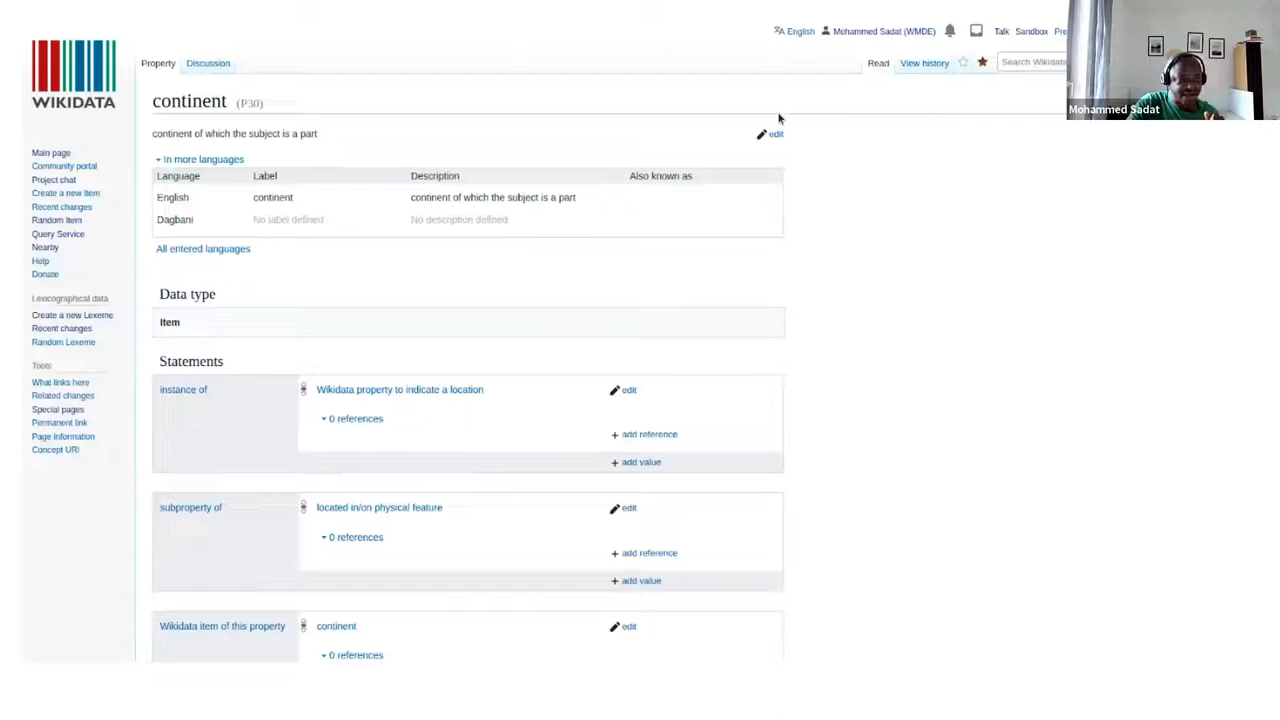 English Mohammed Sadat (WMDE) Talk Sandbox
Property Discussion Read View history
WIKIDATA
Mohammed Sadat
continent (P30)
continent of which the subject is a part
edit
In more languages
Language Label Description Also known as
English continent continent of which the subject is a part
Dagbani No label defined No description defined
All entered languages
Main page
Community portal
Project chat
Create a new Item
Recent changes
Random Item
Query Service
Nearby
Help
Donate
Lexicographical data
Create a new Lexeme
Recent changes
Random Lexeme
Tools
What links here
Related changes
Special pages
Permanent link
Page information
Concept URI
Data type
Item
Statements
instance of
Wikidata property to indicate a location
edit
0 references
+ add reference
+ add value
subproperty of
located in/on physical feature
edit
0 references
+ add reference
+ add value
Wikidata item of this property
continent
edit
0 references